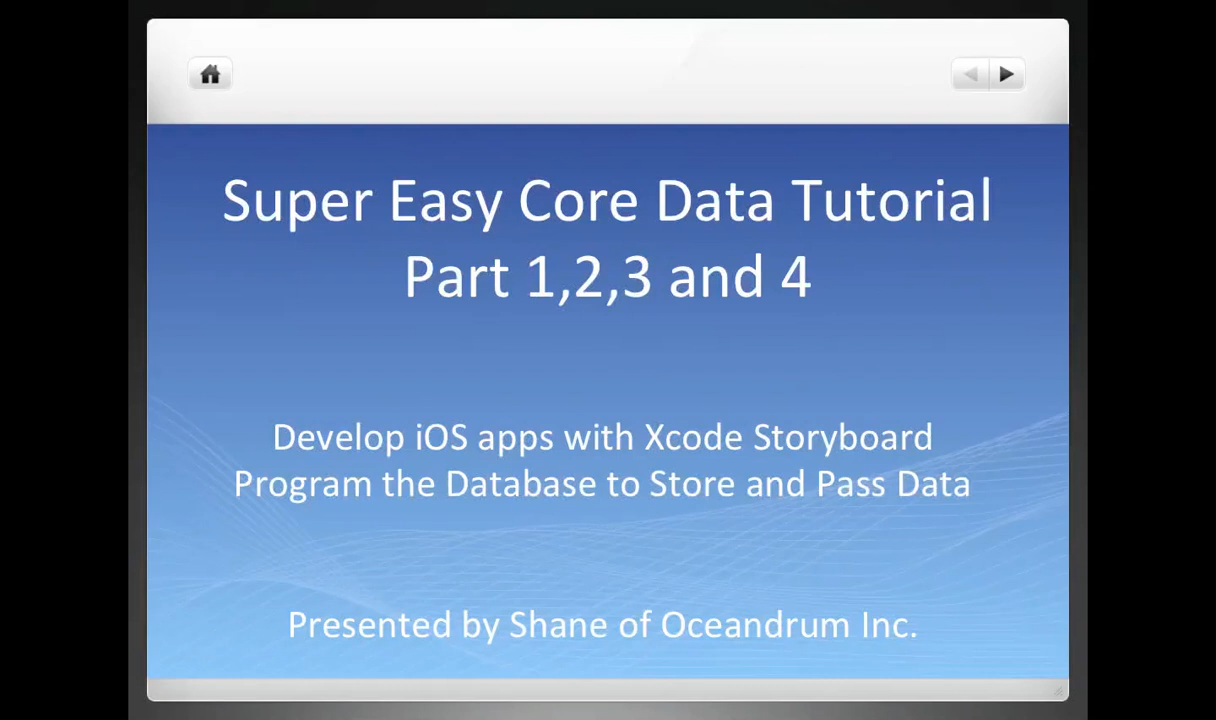 Super Easy Core Data Tutorial
Part 1,2,3 and 4
Develop iOS apps with Xcode Storyboard
Program the Database to Store and Pass Data
Presented by Shane of Oceandrum Inc.